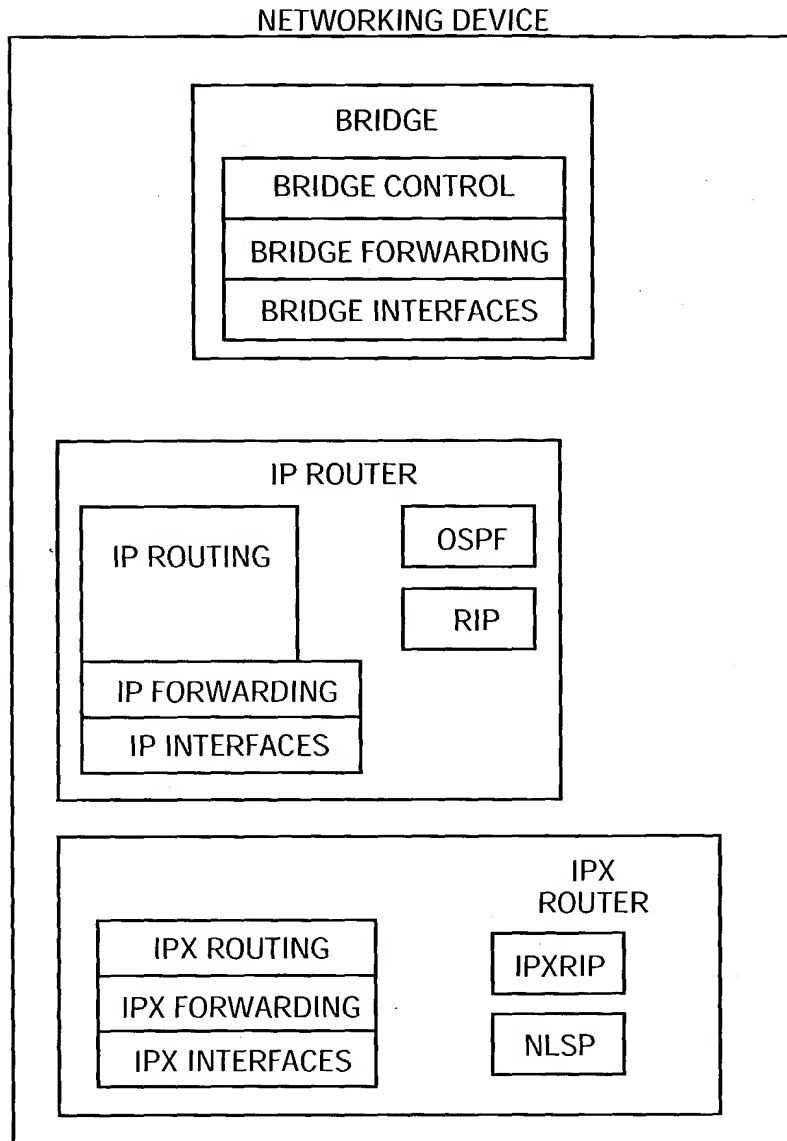 NETWORKING DEVICE
BRIDGE
BRIDGE CONTROL
BRIDGE FORWARDING
BRIDGE INTERFACES
IP ROUTER
IP ROUTING
OSPF
RIP
IP FORWARDING
IP INTERFACES
IPX
ROUTER
IPX ROUTING
IPXRIP
IPX FORWARDING
NLSP
IPX INTERFACES